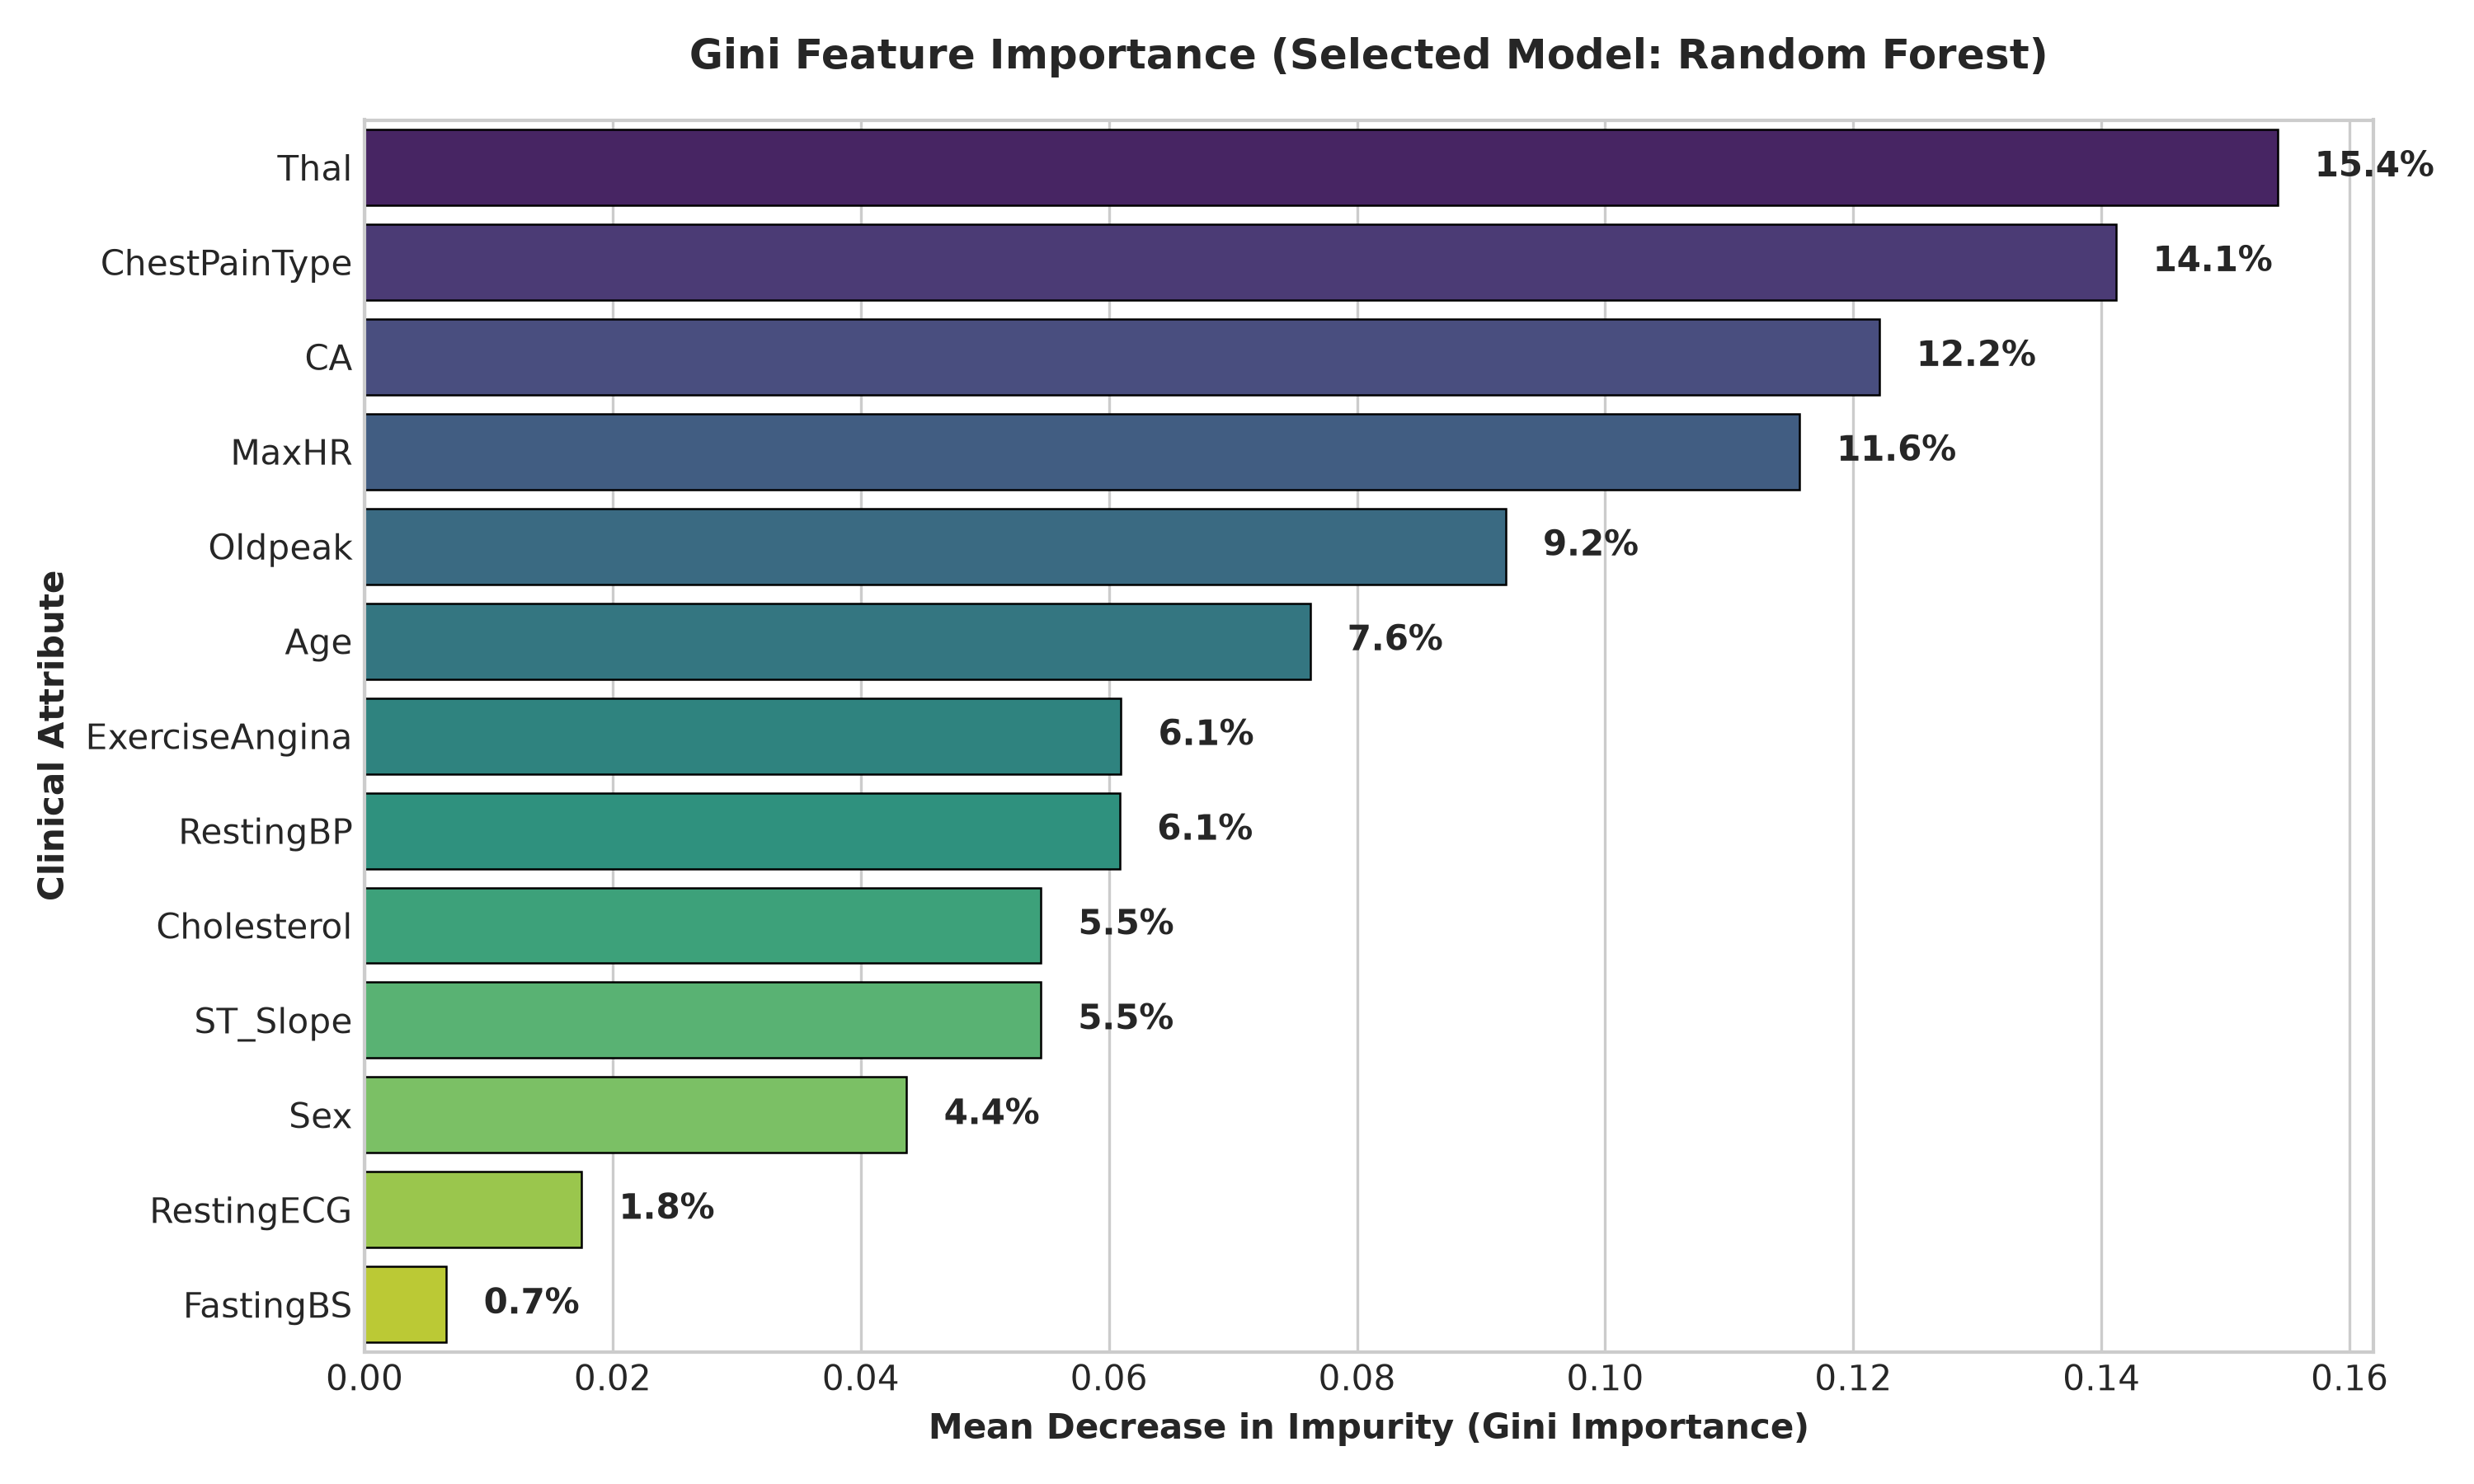 Gini Feature Importance (Selected Model: Random Forest)
Clinical Attribute
Thal 15.4%
ChestPainType 14.1%
CA 12.2%
MaxHR 11.6%
Oldpeak 9.2%
Age 7.6%
ExerciseAngina 6.1%
RestingBP 6.1%
Cholesterol 5.5%
ST_Slope 5.5%
Sex 4.4%
RestingECG 1.8%
FastingBS 0.7%
0.00 0.02 0.04 0.06 0.08 0.10 0.12 0.14 0.16
Mean Decrease in Impurity (Gini Importance)